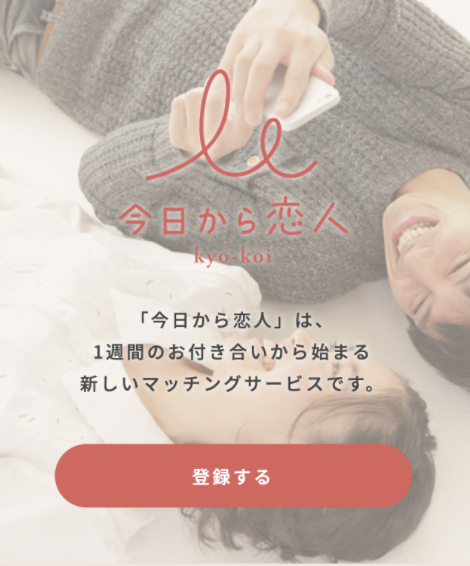 今日から恋人
kyo-koi
「今日から恋人」は、
1週間のお付き合いから始まる
新しいマッチングサービスです。
登録する